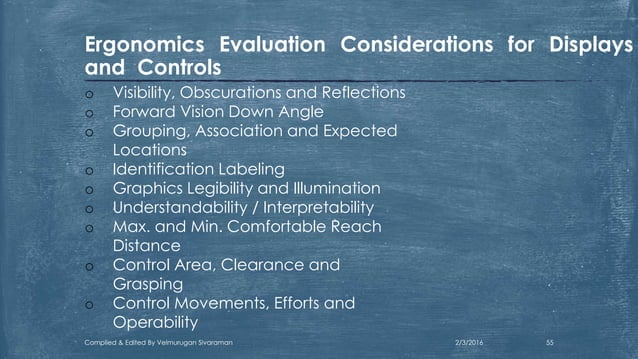 Ergonomics Evaluation Considerations for Displays
and Controls
o Visibility, Obscurations and Reflections
o Forward Vision Down Angle
o Grouping, Association and Expected
Locations
o Identification Labeling
o Graphics Legibility and Illumination
o Understandability / Interpretability
o Max. and Min. Comfortable Reach
Distance
o Control Area, Clearance and
Grasping
o Control Movements, Efforts and
Operability
Complied & Edited By Velmurugan Sivaraman 2/3/2016 55